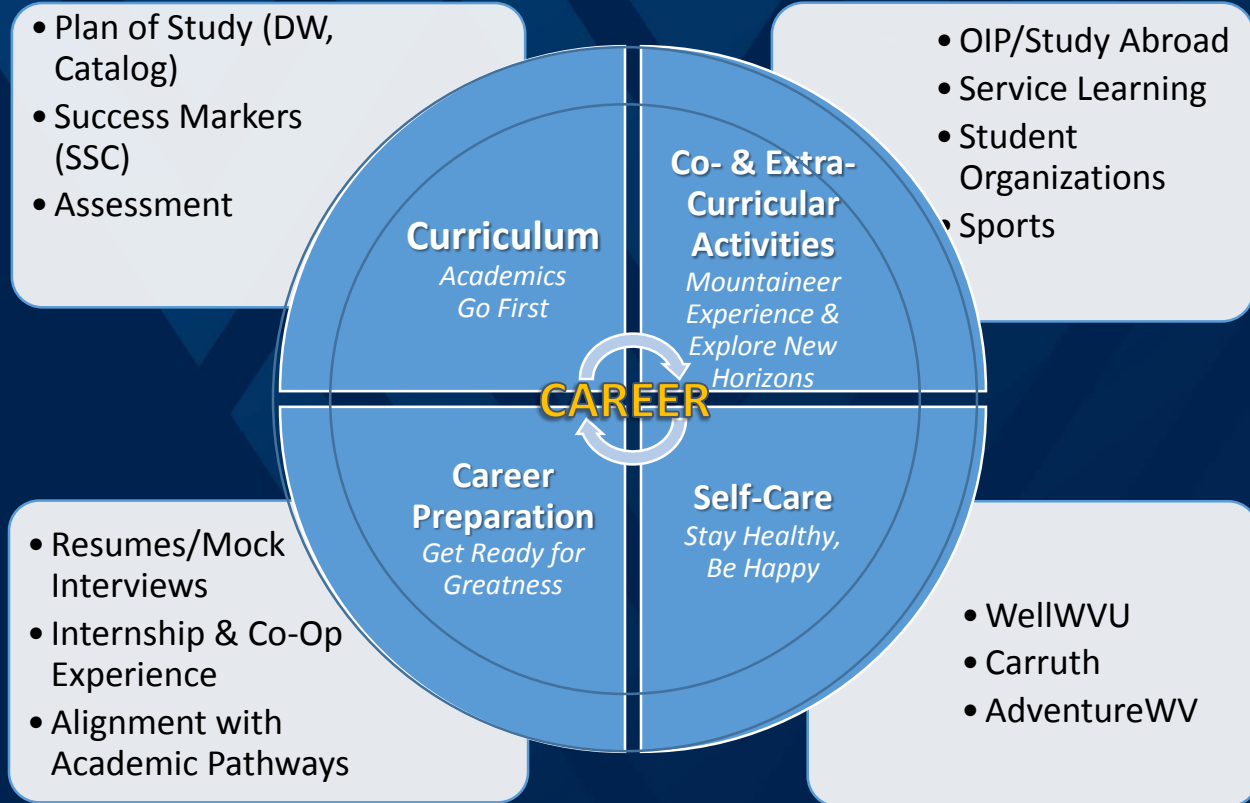 • Plan of Study (DW,
Catalog)
• Success Markers
(SSC)
• Assessment
• OIP/Study Abroad
• Service Learning
• Student
Organizations
• Sports
Curriculum
Academics
Go First
Co- & Extra-
Curricular
Activities
Mountaineer
Experience &
Explore New
Horizons
CAREER
Career
Preparation
Get Ready for
Greatness
Self-Care
Stay Healthy,
Be Happy
• Resumes/Mock
Interviews
• Internship & Co-Op
Experience
• Alignment with
Academic Pathways
• WellWVU
• Carruth
• AdventureWV